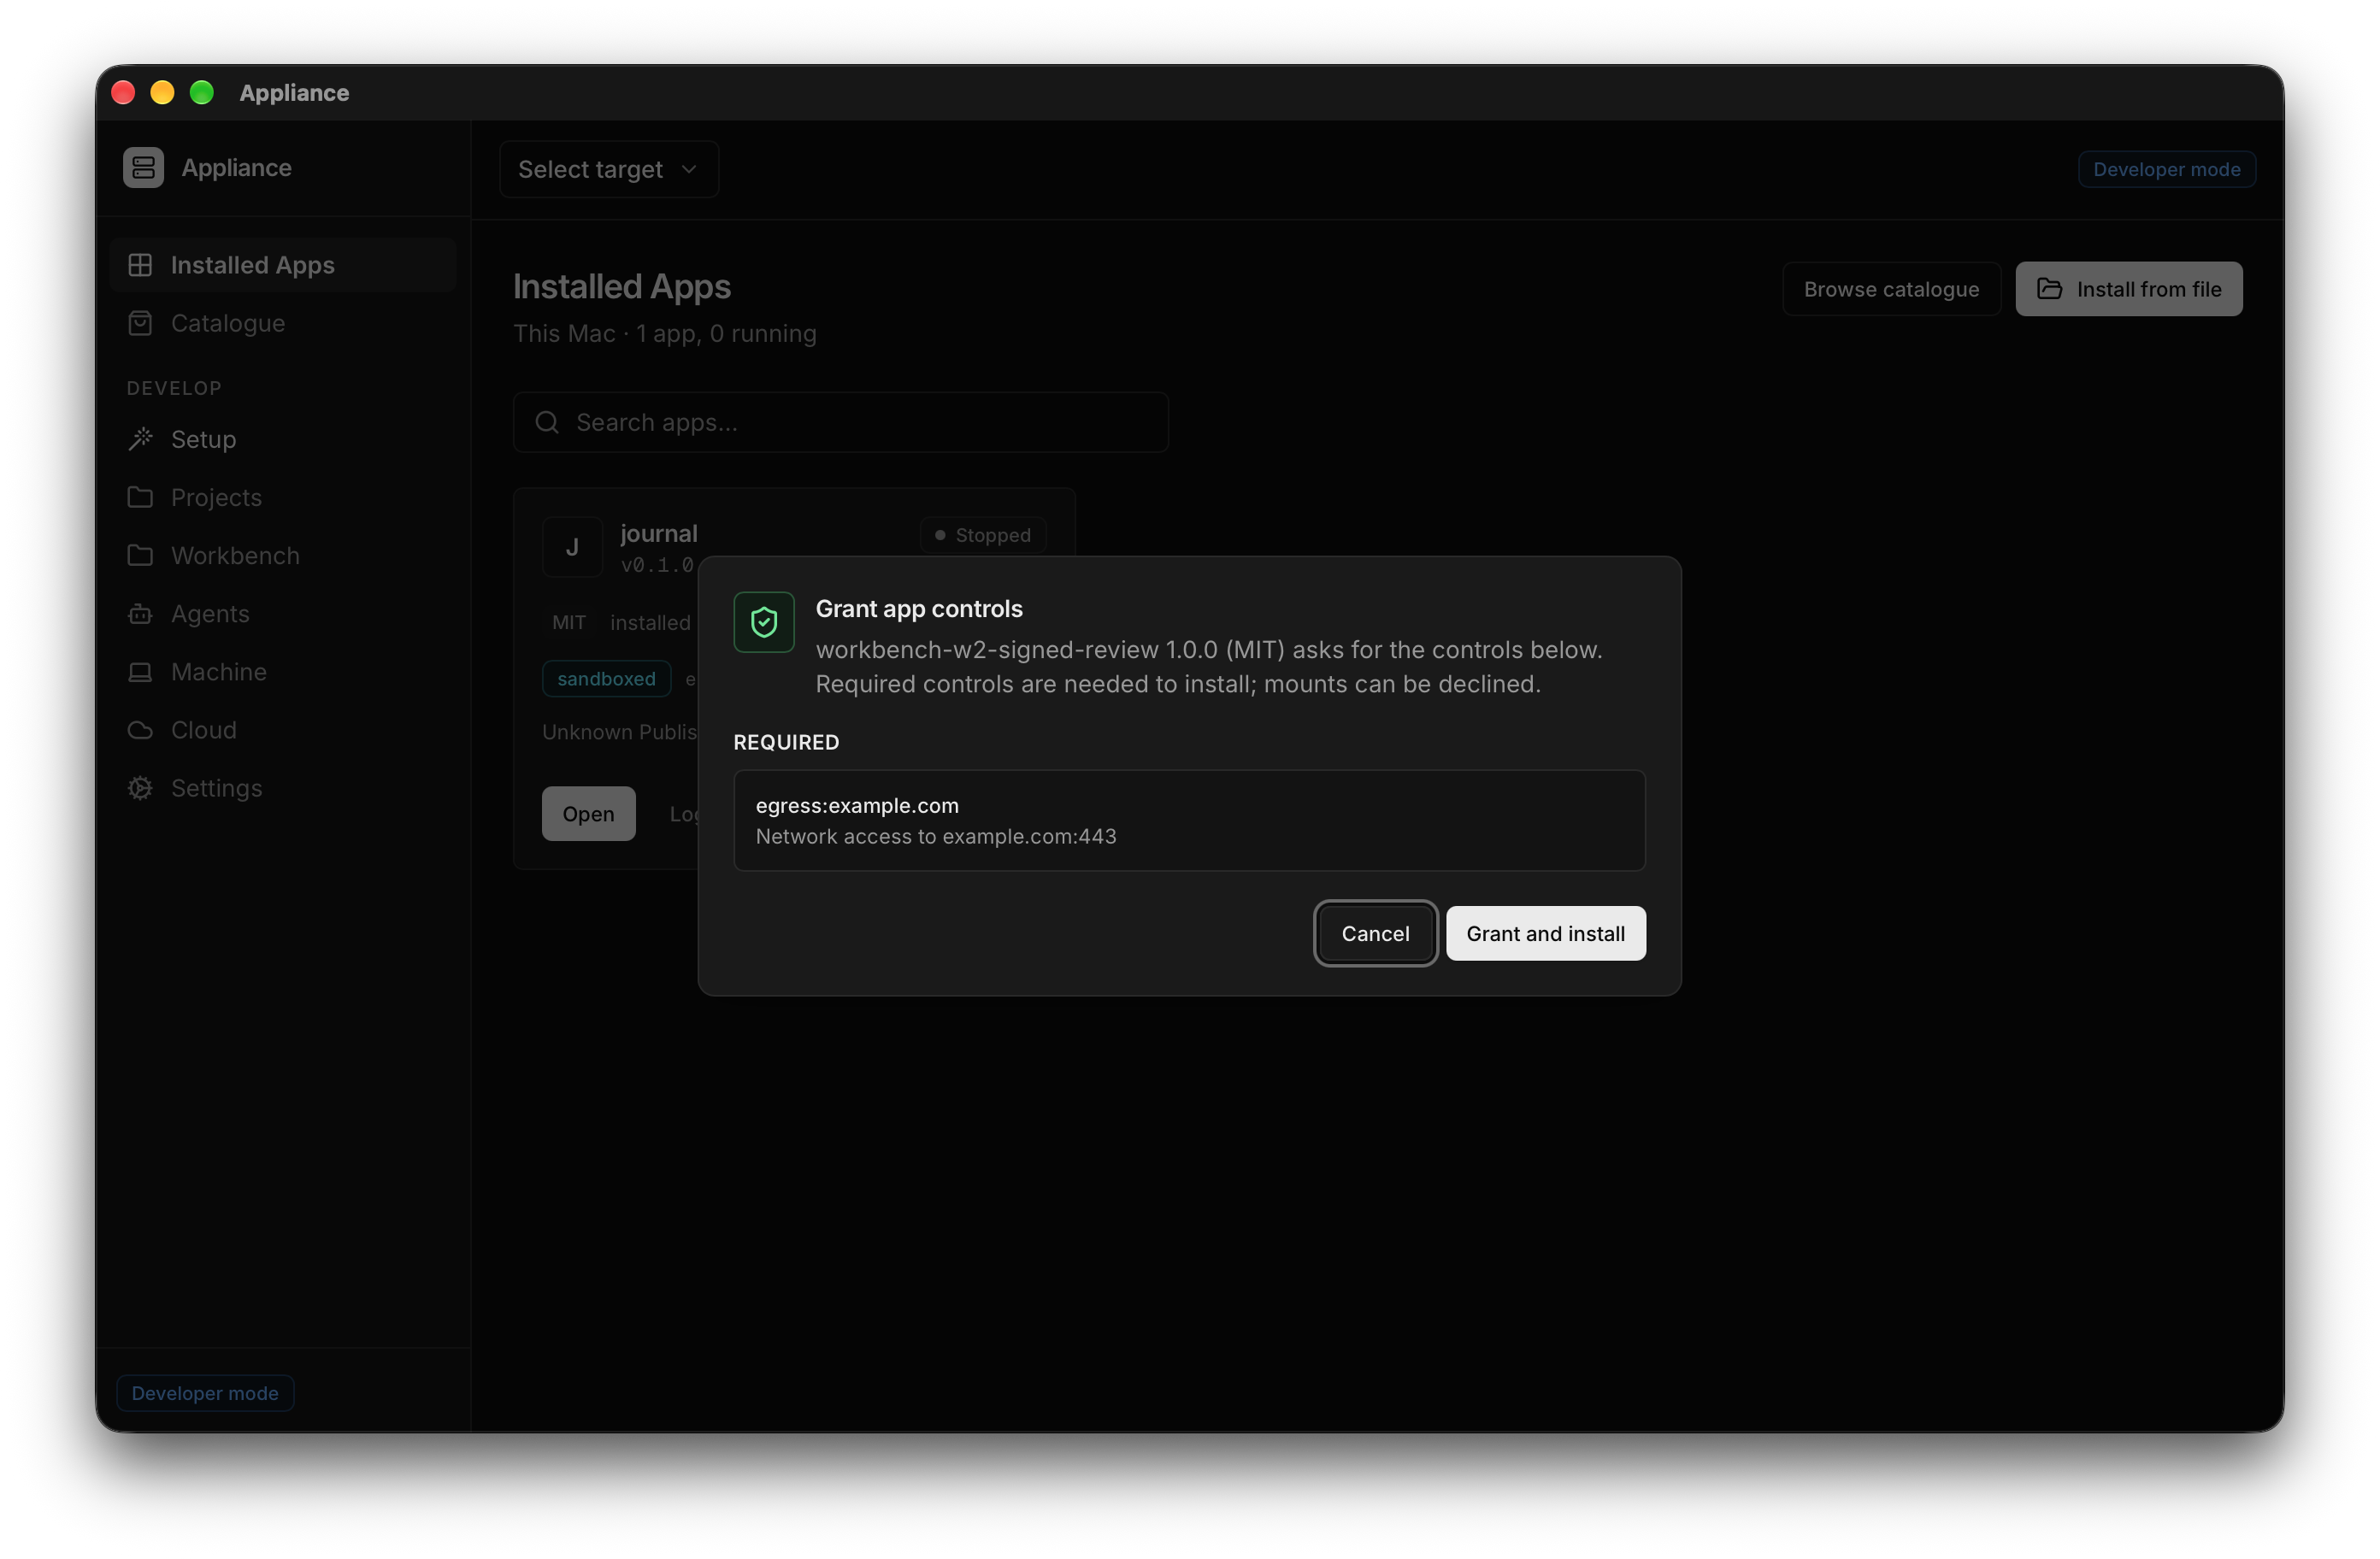 Appliance
Appliance
Select target
Developer mode
Installed Apps
Catalogue
DEVELOP
Setup
Projects
Workbench
Agents
Machine
Cloud
Settings
Developer mode
Installed Apps
This Mac · 1 app, 0 running
Browse catalogue
Install from file
Search apps...
J
journal
v0.1.0
Stopped
MIT installed
sandboxed
Unknown
Open
Grant app controls
workbench-w2-signed-review 1.0.0 (MIT) asks for the controls below.
Required controls are needed to install; mounts can be declined.
REQUIRED
egress:example.com
Network access to example.com:443
Cancel
Grant and install